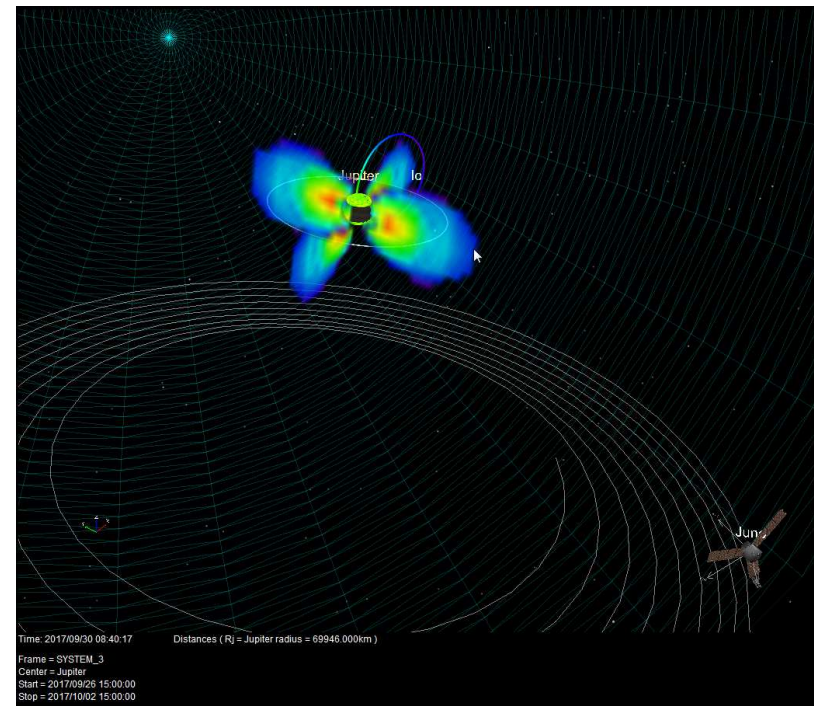 Jupiter Io
Juno
Time: 2017/09/30 08:40:17 Distances ( Rj = Jupiter radius = 69946.000km )
Frame = SYSTEM_3
Center = Jupiter
Start = 2017/09/26 15:00:00
Stop = 2017/10/02 15:00:00